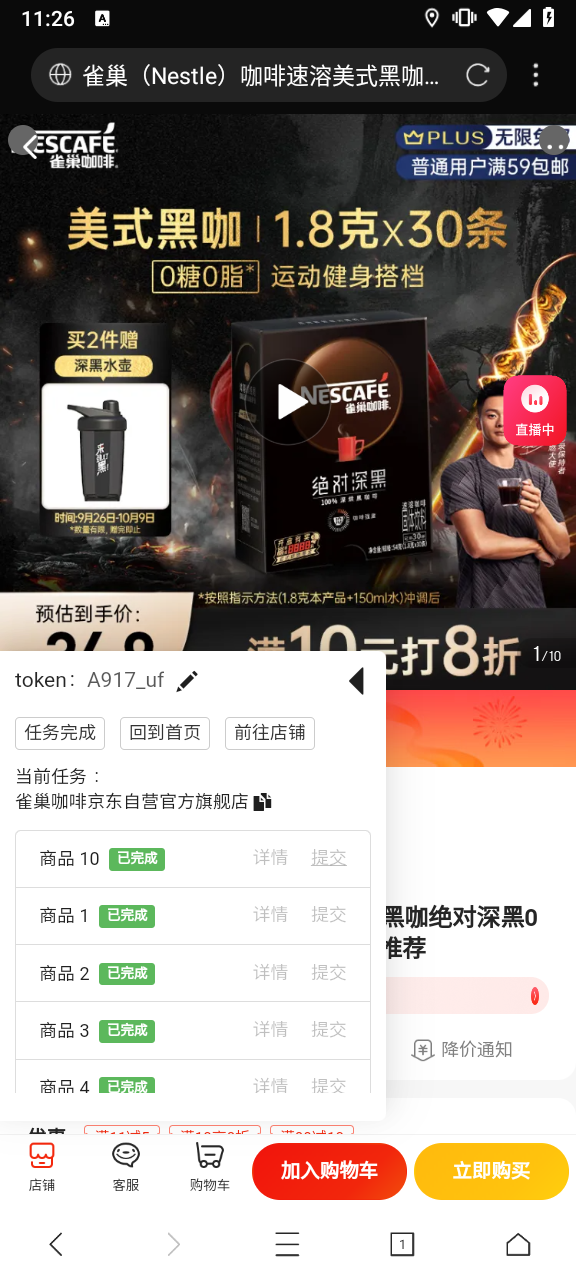 11:26
A
雀巢（Nestle）咖啡速溶美式黑咖...
NESCAFÉ
雀巢咖啡
PLUS 无限免
普通用户满59包邮
美式黑咖 | 1.8克x30条
0糖0脂* 运动健身搭档
买2件赠
深黑水壶
时间:9月26日-10月9日
*数量有限，赠完即止
NESCAFÉ
雀巢咖啡
绝对深黑
直播中
*按照指示方法(1.8克本产品+150ml水)冲调后
预估到手价:
满10元打8折
1/10
token： A917_uf
任务完成 回到首页 前往店铺
当前任务：
雀巢咖啡京东自营官方旗舰店
商品 10 已完成 详情 提交
商品 1 已完成 详情 提交
商品 2 已完成 详情 提交
商品 3 已完成 详情 提交
商品 4 已完成 详情 提交
黑咖绝对深黑0
推荐
降价通知
店铺 客服 购物车 加入购物车 立即购买
1